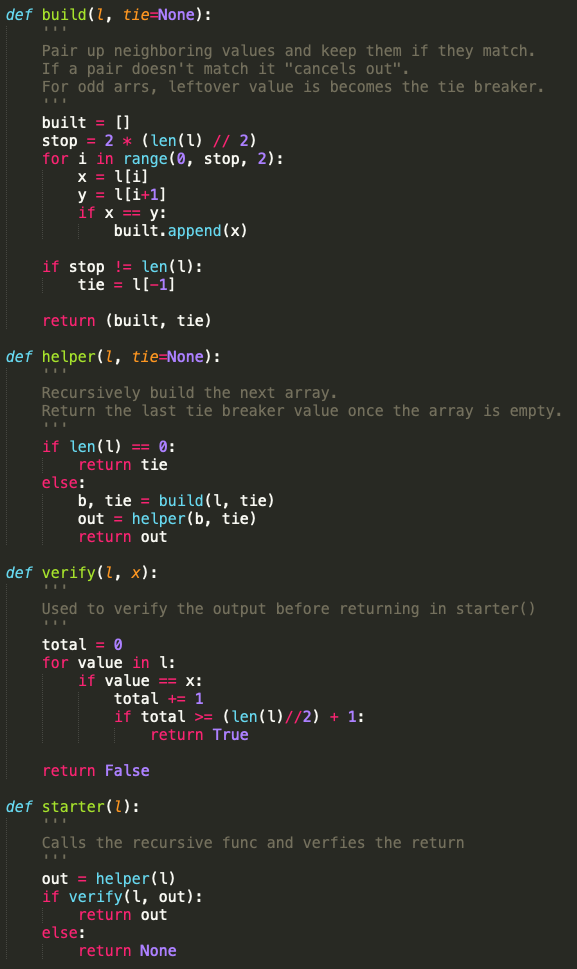 def build(l, tie=None):
    '''
    Pair up neighboring values and keep them if they match.
    If a pair doesn't match it "cancels out".
    For odd arrs, leftover value is becomes the tie breaker.
    '''
    built = []
    stop = 2 * (len(l) // 2)
    for i in range(0, stop, 2):
        x = l[i]
        y = l[i+1]
        if x == y:
            built.append(x)

    if stop != len(l):
        tie = l[-1]

    return (built, tie)

def helper(l, tie=None):
    '''
    Recursively build the next array.
    Return the last tie breaker value once the array is empty.
    '''
    if len(l) == 0:
        return tie
    else:
        b, tie = build(l, tie)
        out = helper(b, tie)
        return out

def verify(l, x):
    '''
    Used to verify the output before returning in starter()
    '''
    total = 0
    for value in l:
        if value == x:
            total += 1
            if total >= (len(l)//2) + 1:
                return True

    return False

def starter(l):
    '''
    Calls the recursive func and verfies the return
    '''
    out = helper(l)
    if verify(l, out):
        return out
    else:
        return None